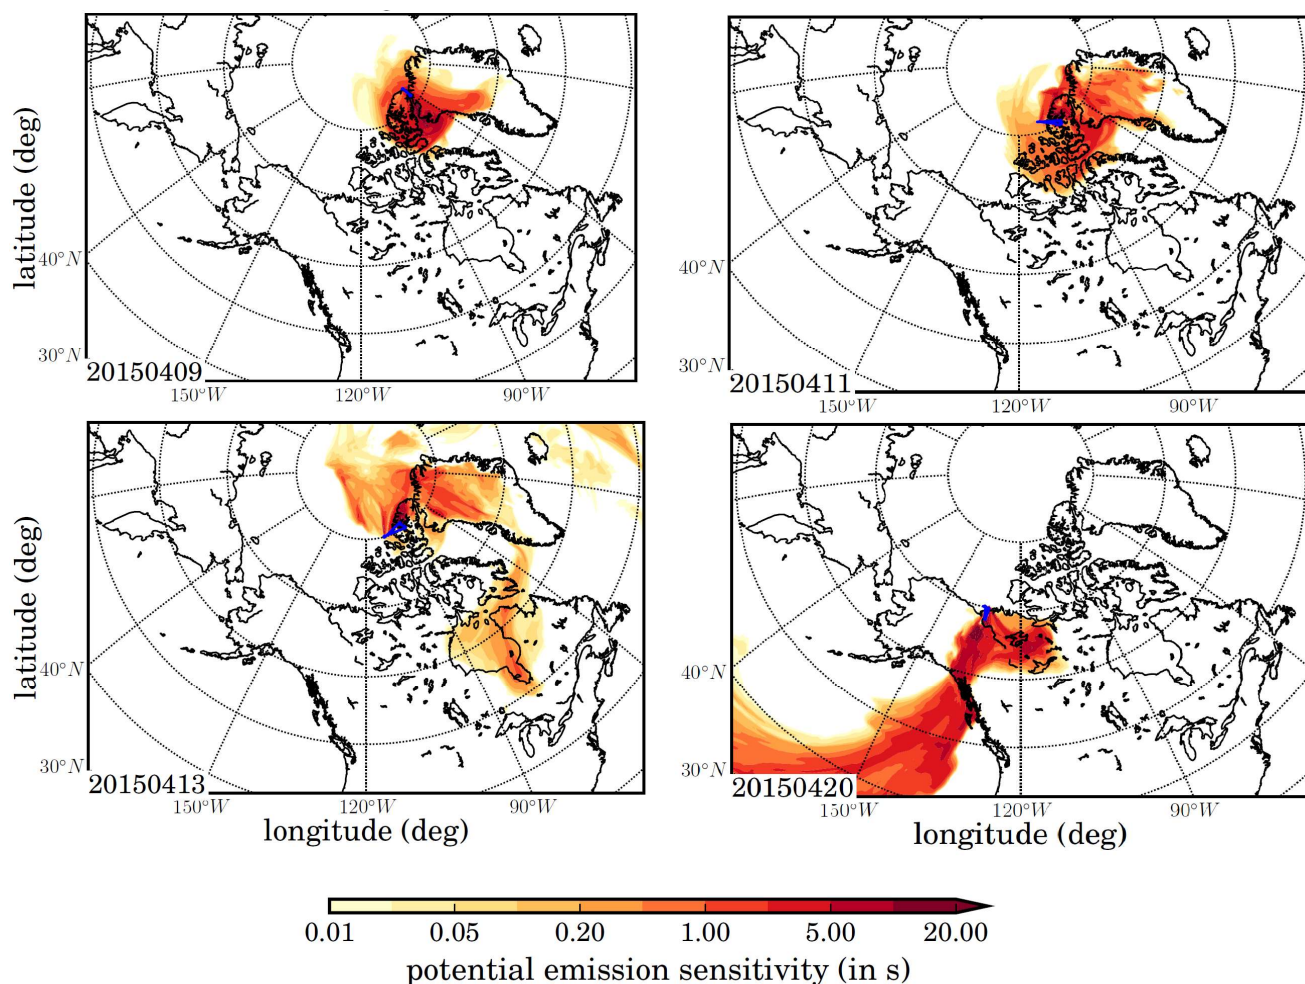 latitude (deg)
40°N
30°N
20150409
150°W
120°W
90°W
40°N
30°N
20150411
150°W
120°W
90°W
latitude (deg)
40°N
30°N
20150413
150°W
120°W
90°W
longitude (deg)
40°N
30°N
20150420
150°W
120°W
90°W
longitude (deg)
0.01 0.05 0.20 1.00 5.00 20.00
potential emission sensitivity (in s)